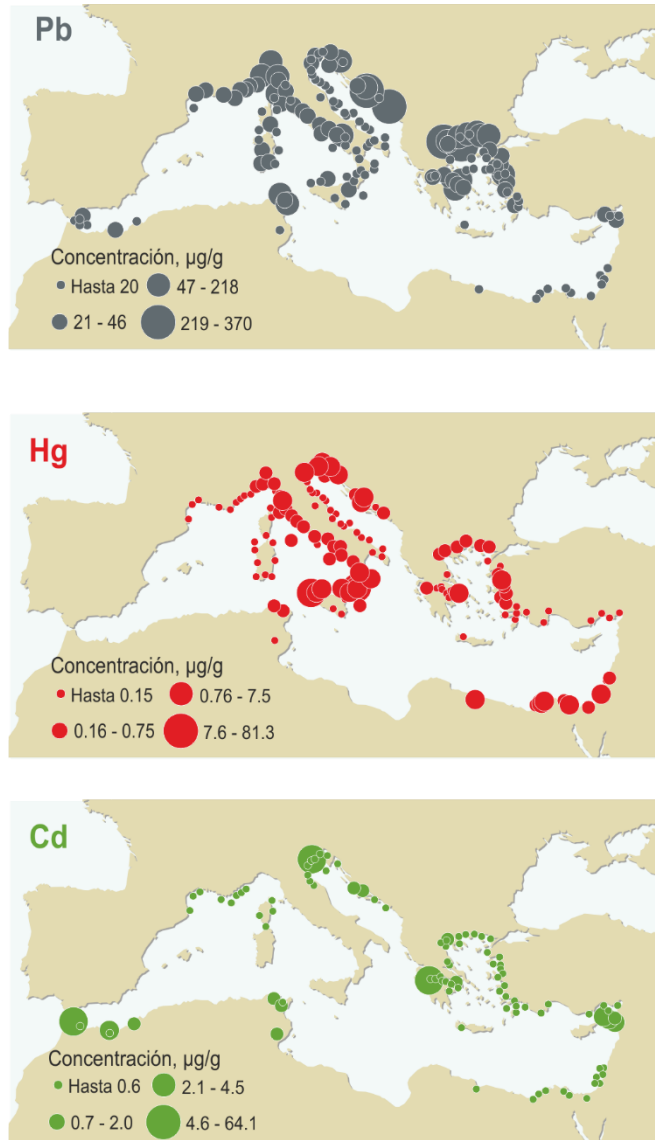 Pb
Concentración, µg/g
Hasta 20 47 - 218
21 - 46 219 - 370
Hg
Concentración, µg/g
Hasta 0.15 0.76 - 7.5
0.16 - 0.75 7.6 - 81.3
Cd
Concentración, µg/g
Hasta 0.6 2.1 - 4.5
0.7 - 2.0 4.6 - 64.1